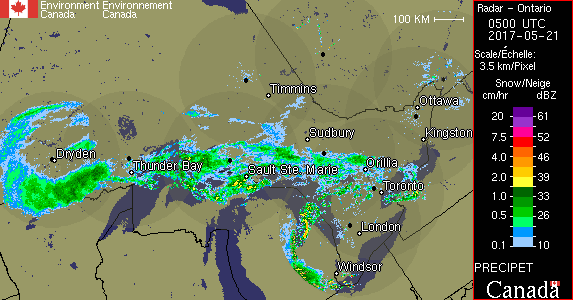 Environment Environnement
Canada Canada
100 KM
Timmins
Ottawa
Kingston
Sudbury
Dryden
Thunder Bay
Sault Ste. Marie
Orillia
Toronto
London
Windsor
Radar - Ontario
0500 UTC
2017-05-21
Scale/Échelle:
3.5 km/Pixel
Snow/Neige
cm/hr dBZ
20 61
7.5 52
4.0 46
2.0 39
1.0 33
0.5 26
0.1 10
PRECIPET
Canada